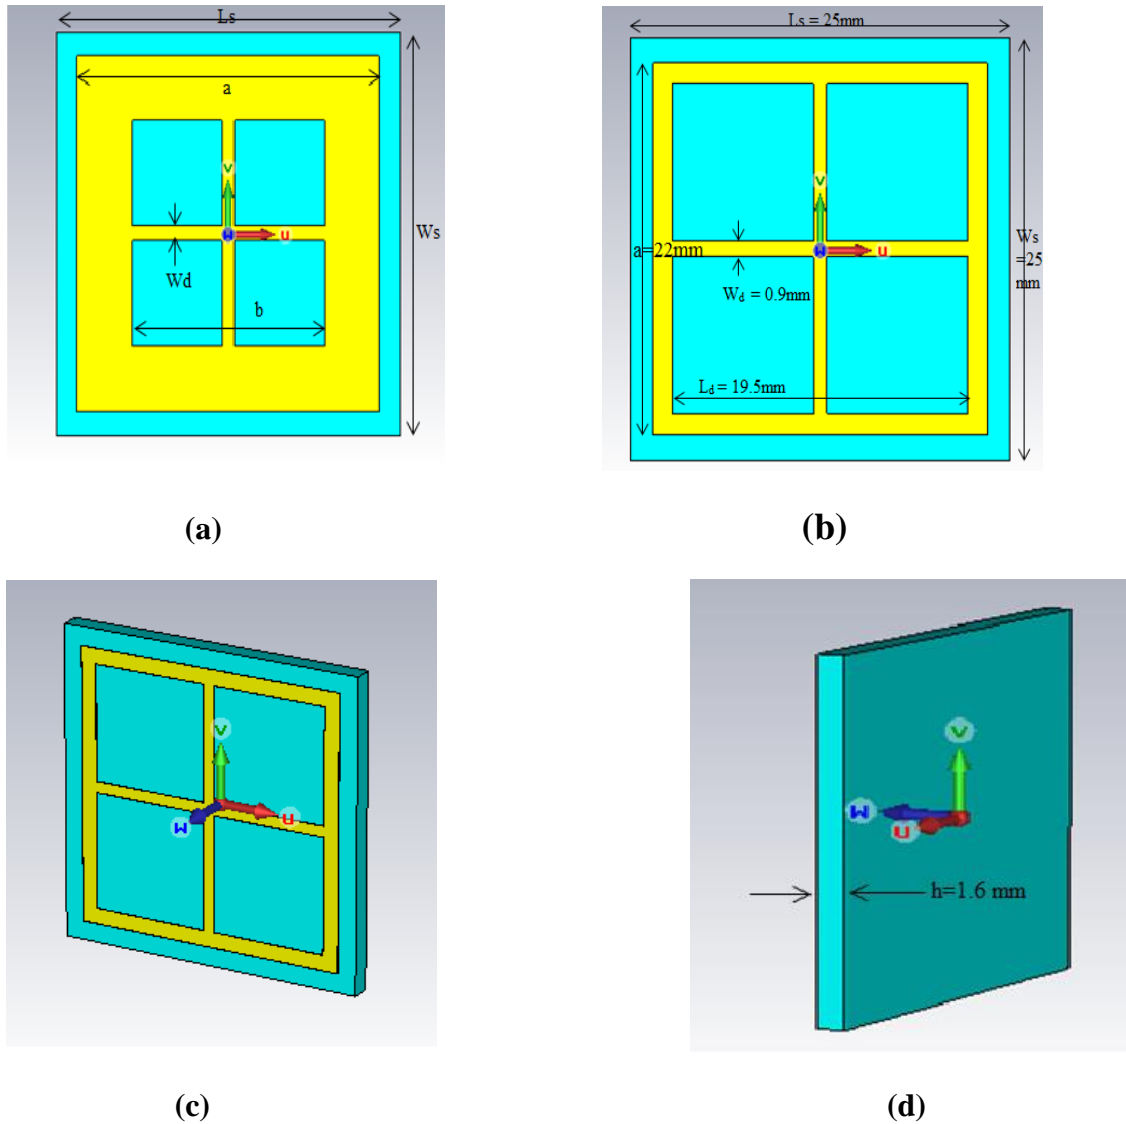 Ls
a
v
w
u
Ws
Wd
b
(a)
Ls = 25mm
v
w
u
a=22mm
Ws
=25
mm
Wd = 0.9mm
Ld = 19.5mm
(b)
v
w
u
(c)
v
w
u
h=1.6 mm
(d)